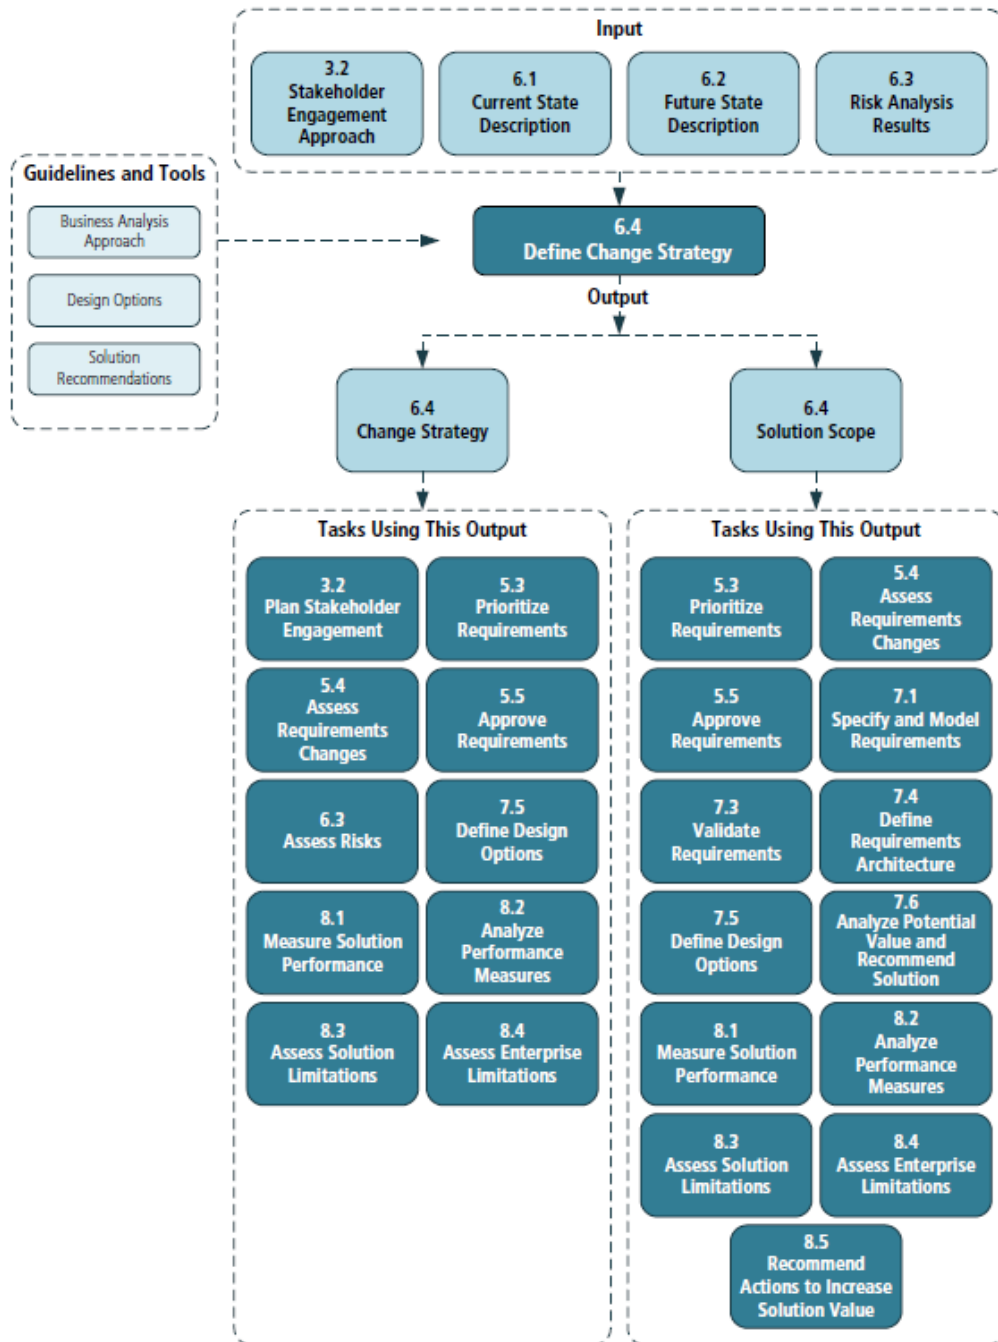 Input
3.2
Stakeholder
Engagement
Approach
6.1
Current State
Description
6.2
Future State
Description
6.3
Risk Analysis
Results
Guidelines and Tools
Business Analysis
Approach
Design Options
Solution
Recommendations
6.4
Define Change Strategy
Output
6.4
Change Strategy
6.4
Solution Scope
Tasks Using This Output
3.2
Plan Stakeholder
Engagement
5.3
Prioritize
Requirements
5.4
Assess
Requirements
Changes
5.5
Approve
Requirements
6.3
Assess Risks
7.5
Define Design
Options
8.1
Measure Solution
Performance
8.2
Analyze
Performance
Measures
8.3
Assess Solution
Limitations
8.4
Assess Enterprise
Limitations
Tasks Using This Output
5.3
Prioritize
Requirements
5.4
Assess
Requirements
Changes
5.5
Approve
Requirements
7.1
Specify and Model
Requirements
7.3
Validate
Requirements
7.4
Define
Requirements
Architecture
7.5
Define Design
Options
7.6
Analyze Potential
Value and
Recommend
Solution
8.1
Measure Solution
Performance
8.2
Analyze
Performance
Measures
8.3
Assess Solution
Limitations
8.4
Assess Enterprise
Limitations
8.5
Recommend
Actions to Increase
Solution Value